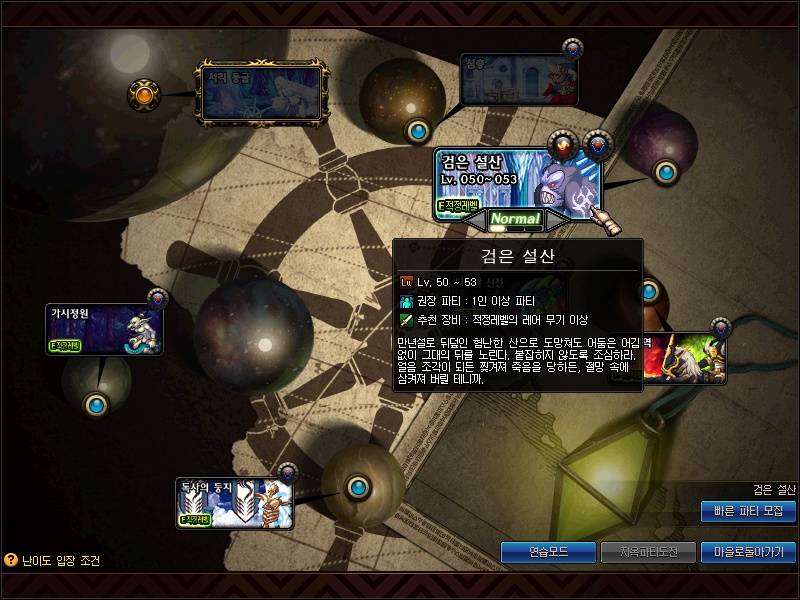 서리 동굴
침층
검은 설산
Lv. 050~053
E적정레벨
Normal
검은 설산
Lv. Lv. 50 ~ 53
권장 파티 : 1인 이상 파티
추천 장비 : 적정레벨의 레어 무기 이상
만년설로 뒤덮인 험난한 산으로 도망쳐도 어둠은 어김
없이 그대의 뒤를 노린다. 붙잡히지 않도록 조심하라.
얼음 조각이 되든 찢겨져 죽음을 당하든, 절망 속에
삼켜져 버릴 테니까.
가시정원
E적정레벨
독사의 둥지
E적정레벨
검은 설산
빠른 파티 모집
? 난이도 입장 조건
연습모드
지옥파티도전
마을로돌아가기